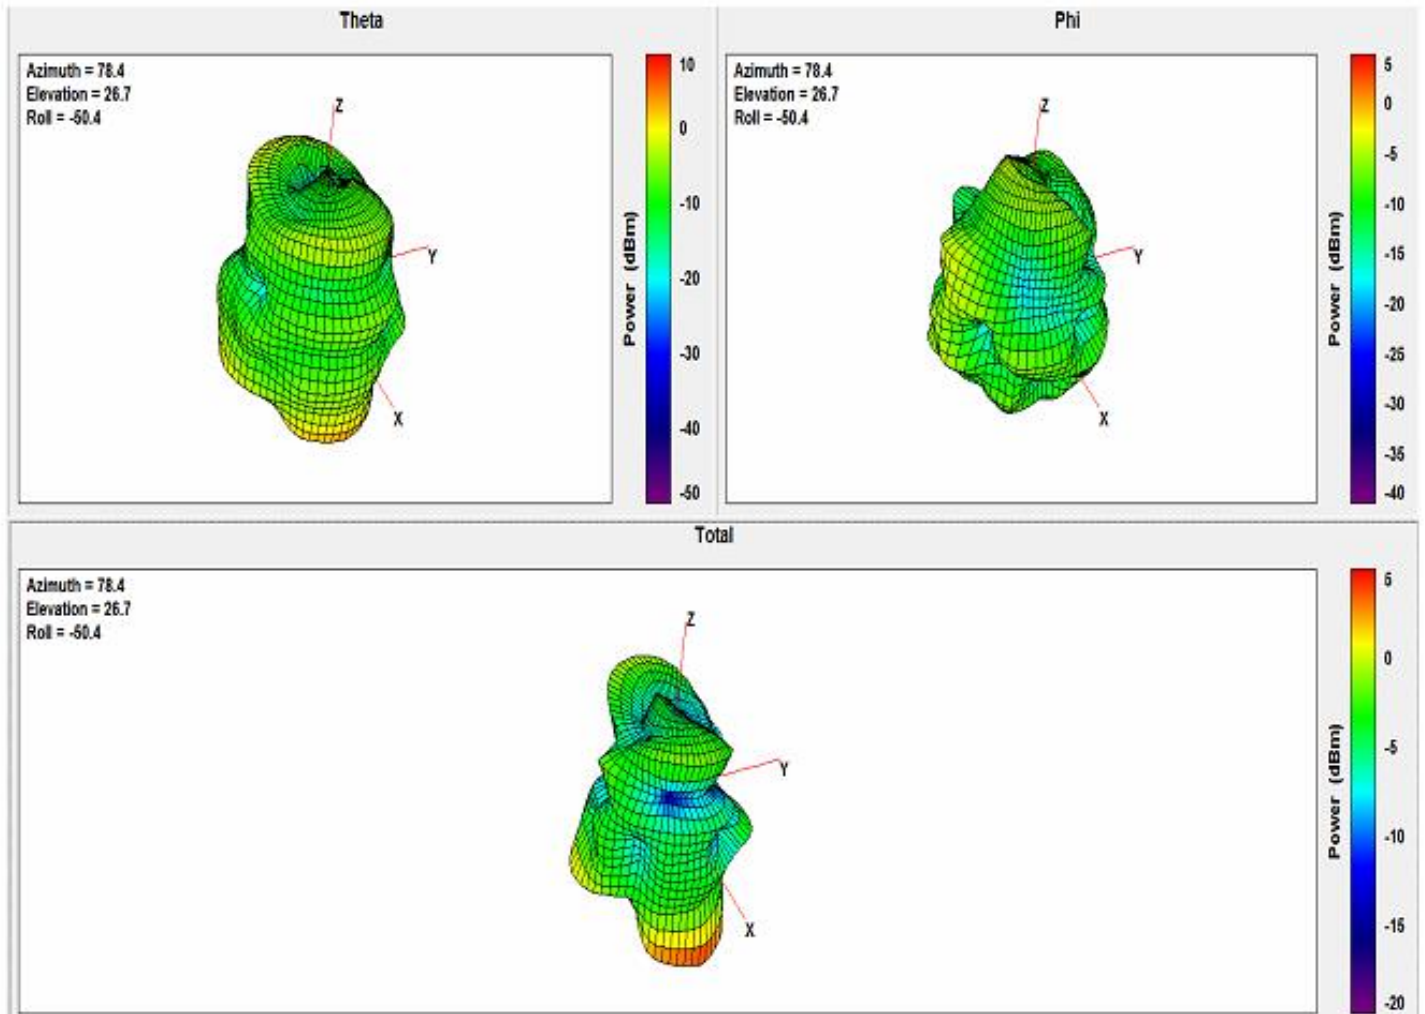 Theta
Azimuth = 78.4
Elevation = 26.7
Roll = -50.4
Z
Y
X
10
0
-10
-20
-30
-40
-50
Power (dBm)
Phi
Azimuth = 78.4
Elevation = 26.7
Roll = -50.4
Z
Y
X
5
0
-5
-10
-15
-20
-25
-30
-35
-40
Power (dBm)
Total
Azimuth = 78.4
Elevation = 26.7
Roll = -50.4
Z
Y
X
5
0
-5
-10
-15
-20
Power (dBm)